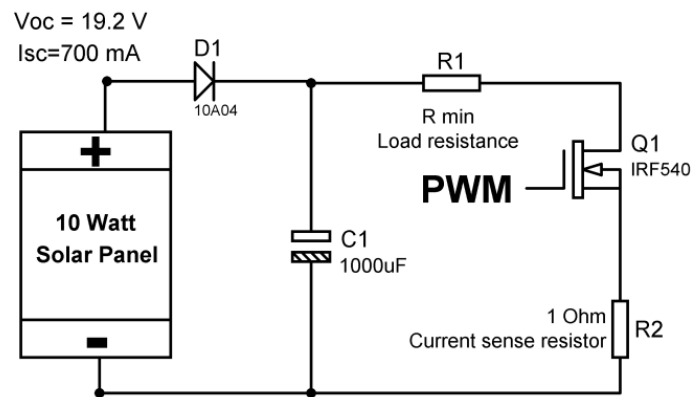 Voc = 19.2 V
Isc=700 mA
D1
10A04
R1
R min
Load resistance
Q1
IRF540
PWM
+
10 Watt
Solar Panel
-
C1
1000uF
1 Ohm
Current sense resistor
R2